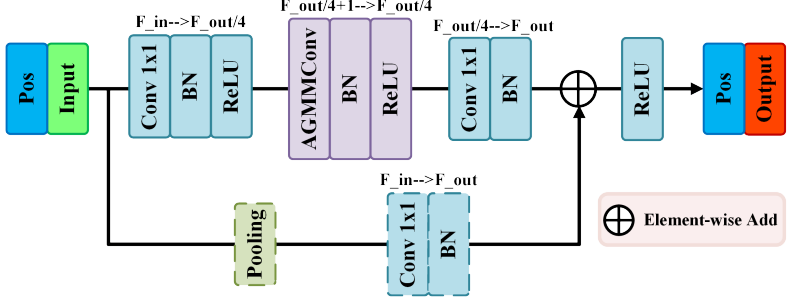 F_in-->F_out/4
F_out/4+1-->F_out/4
F_out/4-->F_out
Pos
Input
Conv 1x1
BN
ReLU
AGMMConv
BN
ReLU
Conv 1x1
BN
ReLU
Pos
Output
F_in-->F_out
Pooling
Conv 1x1
BN
Element-wise Add